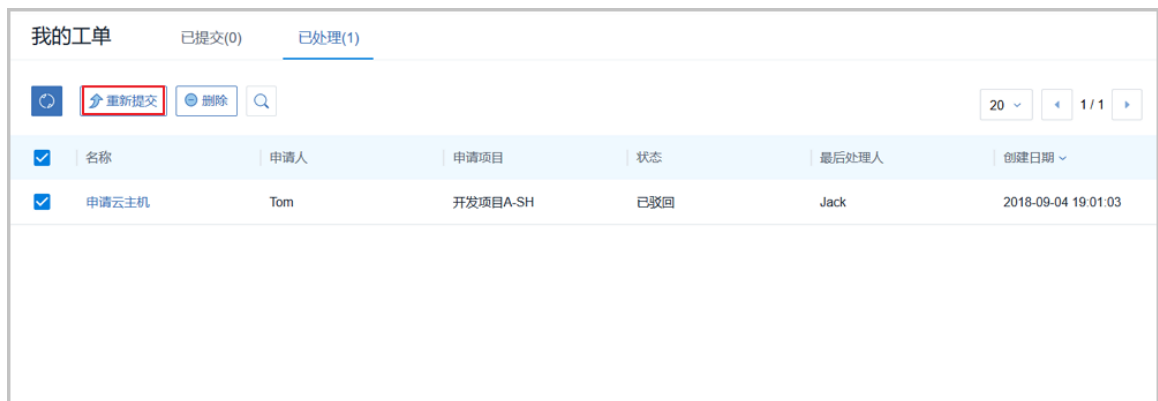 我的工单 已提交(0) 已处理(1)
重新提交 删除 20 1 / 1
名称 申请人 申请项目 状态 最后处理人 创建日期
申请云主机 Tom 开发项目A-SH 已驳回 Jack 2018-09-04 19:01:03